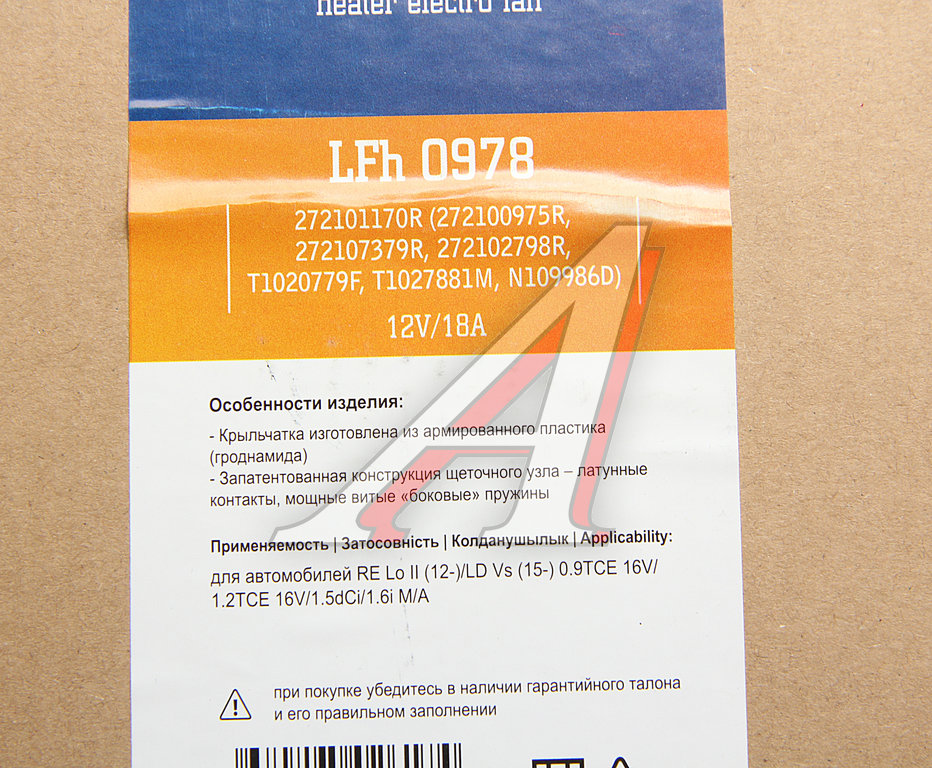 heater electro fan
LFh 0978
272101170R (272100975R,
272107379R, 272102798R,
T1020779F, T1027881M, N109986D)
12V/18A
Особенности изделия:
- Крыльчатка изготовлена из армированного пластика
(гроднамида)
- Запатентованная конструкция щеточного узла – латунные
контакты, мощные витые «боковые» пружины
Применяемость | Затосовність | Колданушылык | Applicability:
для автомобилей RE Lo II (12-)/LD Vs (15-) 0.9TCE 16V/
1.2TCE 16V/1.5dCi/1.6i M/A
при покупке убедитесь в наличии гарантийного талона
и его правильном заполнении